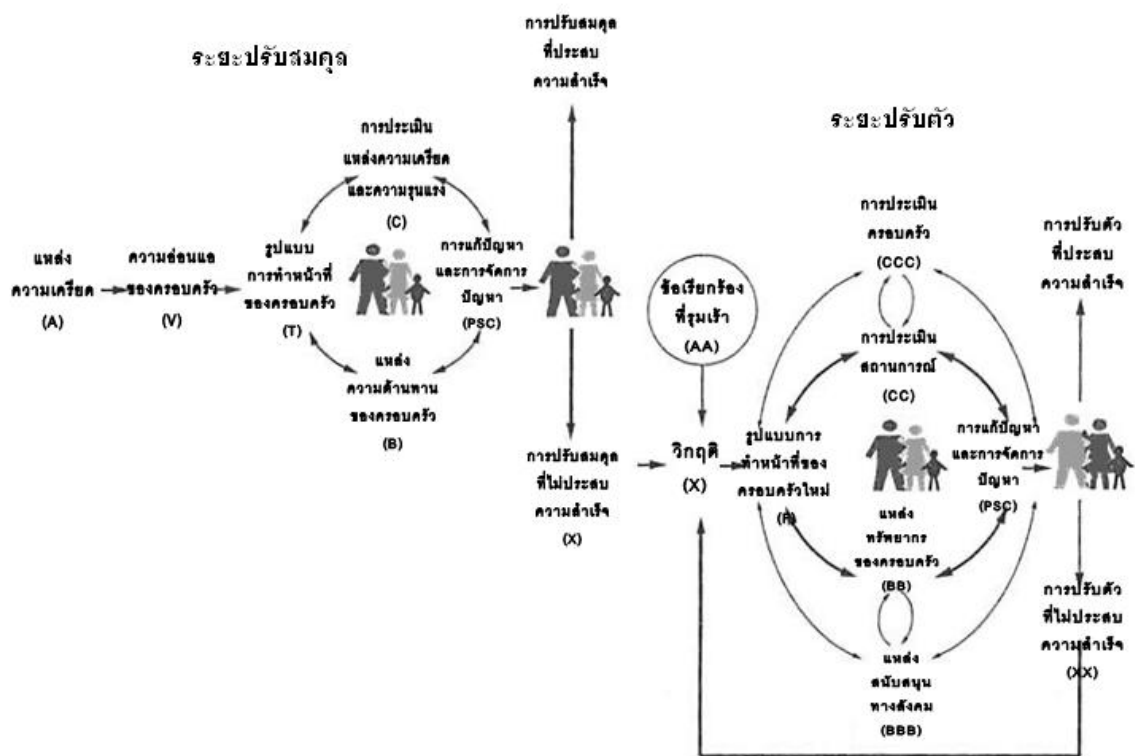 ระยะปรับสมดุล
การปรับสมดุล
ที่ประสบ
ความสำเร็จ
การประเมิน
แหล่งความเครียด
และความรุนแรง
(C)
แหล่ง
ความเครียด
(A)
ความอ่อนแอ
ของครอบครัว
(V)
รูปแบบ
การทำหน้าที่
ของครอบครัว
(T)
การแก้ปัญหา
และการจัดการ
ปัญหา
(PSC)
แหล่ง
ความต้านทาน
ของครอบครัว
(B)
การปรับสมดุล
ที่ไม่ประสบ
ความสำเร็จ
(X)
ระยะปรับตัว
ข้อเรียกร้อง
ที่รุมเร้า
(AA)
วิกฤติ
(X)
การประเมิน
ครอบครัว
(CCC)
การประเมิน
สถานการณ์
(CC)
รูปแบบการ
ทำหน้าที่ของ
ครอบครัวใหม่
การแก้ปัญหา
และการจัดการ
ปัญหา
(PSC)
แหล่ง
ทรัพยากร
ของครอบครัว
(BB)
แหล่ง
สนับสนุน
ทางสังคม
(BBB)
การปรับตัว
ที่ประสบ
ความสำเร็จ
การปรับตัว
ที่ไม่ประสบ
ความสำเร็จ
(XX)